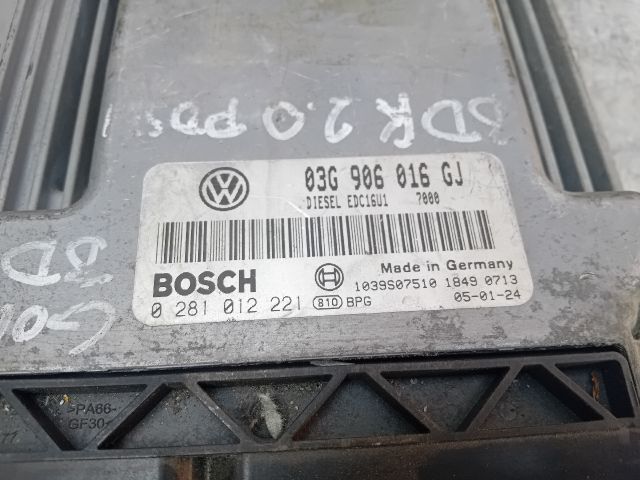 BDK 2.0 PDS
03G 906 016 GJ
DIESEL EDC16U1 7000
BOSCH
Made in Germany
0 281 012 221 810 BPG
1039S07510 1849 0713
05-01-24
>PA66-
GF30<